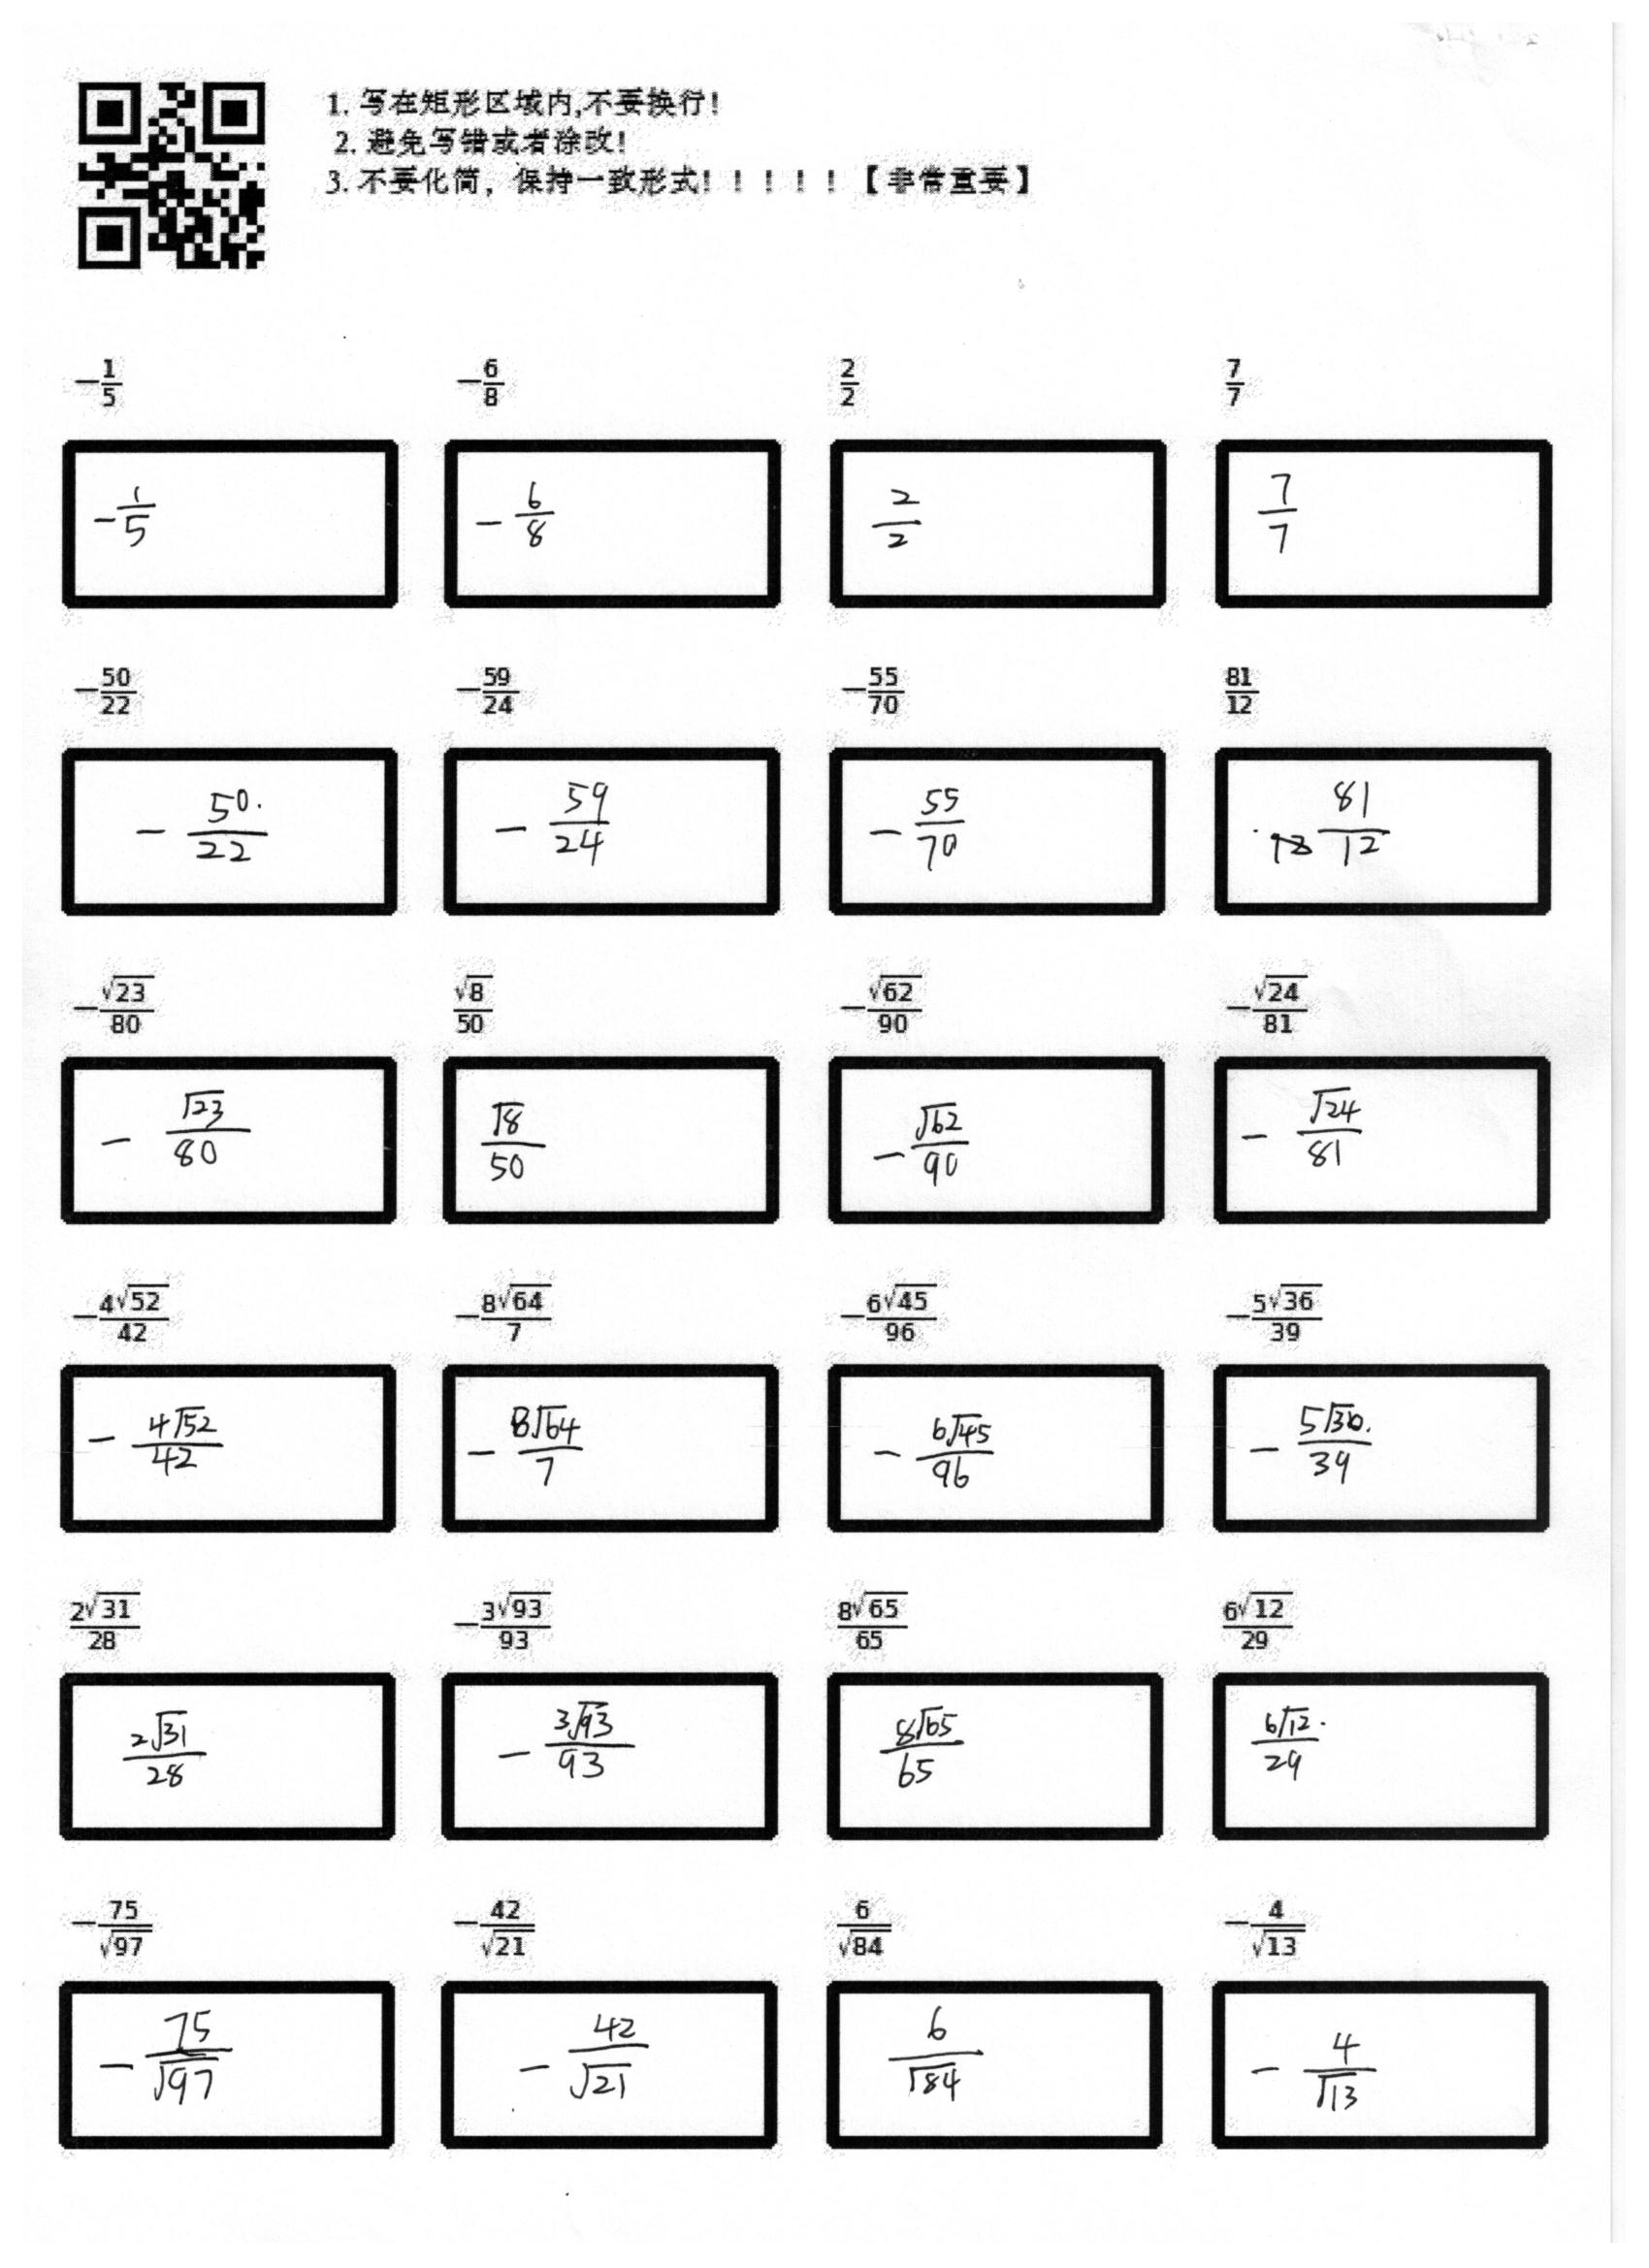 1. 写在矩形区域内,不要换行!
2. 避免写错或者涂改!
3. 不要化简，保持一致形式！！！！！【非常重要】
-\frac{1}{5} -\frac{6}{8} \frac{2}{2} \frac{7}{7}
-\frac{1}{5} -\frac{6}{8} \frac{2}{2} \frac{7}{7}
-\frac{50}{22} -\frac{59}{24} -\frac{55}{70} \frac{81}{12}
-\frac{50}{22} -\frac{59}{24} -\frac{55}{70} \frac{81}{12}
-\frac{\sqrt{23}}{80} \frac{\sqrt{8}}{50} -\frac{\sqrt{62}}{90} -\frac{\sqrt{24}}{81}
-\frac{\sqrt{23}}{80} \frac{\sqrt{8}}{50} -\frac{\sqrt{62}}{90} -\frac{\sqrt{24}}{81}
-\frac{4\sqrt{52}}{42} -\frac{8\sqrt{64}}{7} -\frac{6\sqrt{45}}{96} -\frac{5\sqrt{36}}{39}
-\frac{4\sqrt{52}}{42} -\frac{8\sqrt{64}}{7} -\frac{6\sqrt{45}}{96} -\frac{5\sqrt{36}}{39}
\frac{2\sqrt{31}}{28} -\frac{3\sqrt{93}}{93} \frac{8\sqrt{65}}{65} \frac{6\sqrt{12}}{29}
\frac{2\sqrt{31}}{28} -\frac{3\sqrt{93}}{93} \frac{8\sqrt{65}}{65} \frac{6\sqrt{12}}{29}
-\frac{75}{\sqrt{97}} -\frac{42}{\sqrt{21}} \frac{6}{\sqrt{84}} -\frac{4}{\sqrt{13}}
-\frac{75}{\sqrt{97}} -\frac{42}{\sqrt{21}} \frac{6}{\sqrt{84}} -\frac{4}{\sqrt{13}}